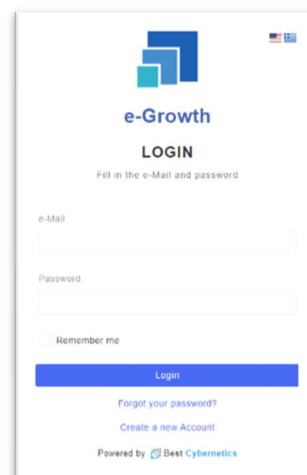 e-Growth
LOGIN
Fill in the e-Mail and password
e-Mail
Password
Remember me
Login
Forgot your password?
Create a new Account
Powered by Best Cybernetics